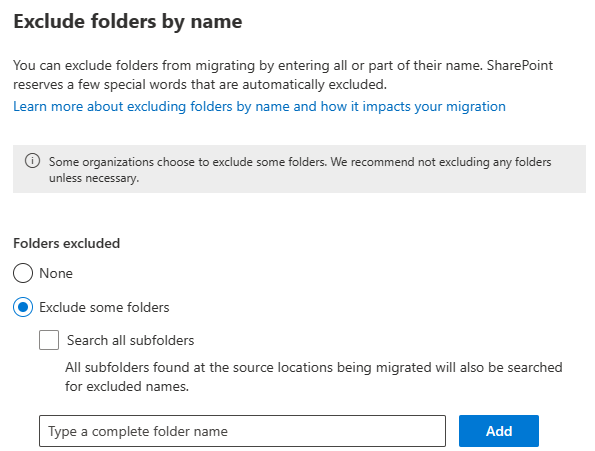 Exclude folders by name
You can exclude folders from migrating by entering all or part of their name. SharePoint
reserves a few special words that are automatically excluded.
Learn more about excluding folders by name and how it impacts your migration
Some organizations choose to exclude some folders. We recommend not excluding any folders
unless necessary.
Folders excluded
None
Exclude some folders
Search all subfolders
All subfolders found at the source locations being migrated will also be searched
for excluded names.
Type a complete folder name
Add